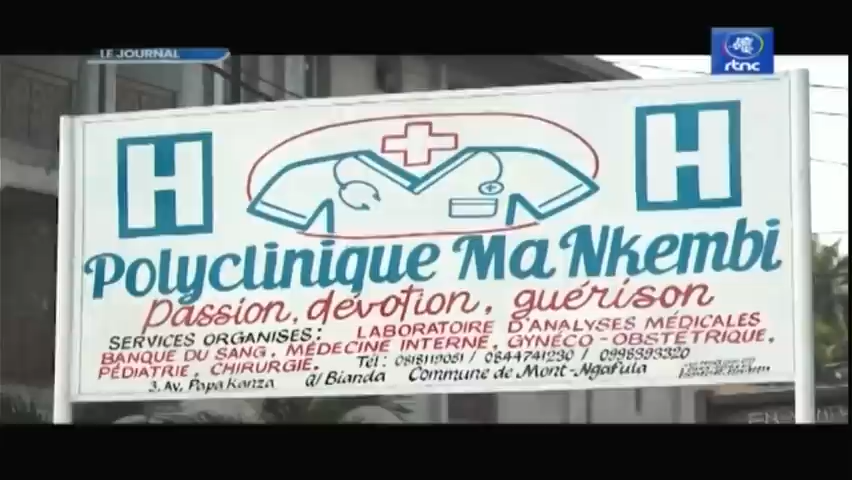 LE JOURNAL
rtnc
H H
Polyclinique Ma Nkembi
Passion, dévotion, guérison
SERVICES ORGANISES: LABORATOIRE D'ANALYSES MÉDICALES
BANQUE DU SANG, MÉDECINE INTERNE, GYNÉCO-OBSTÉTRIQUE,
PÉDIATRIE, CHIRURGIE. Tél: 0818119051 / 0844741230 / 0998393320
3, Av. Papa Kanza Q/ Bianda Commune de Mont-Ngafula